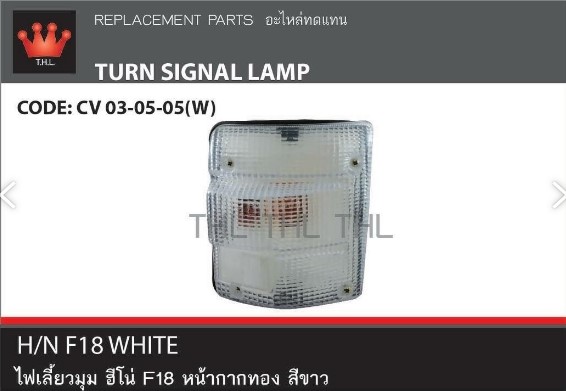 REPLACEMENT PARTS อะไหล่ทดแทน
T.H.L.
TURN SIGNAL LAMP
CODE: CV 03-05-05(W)
THL THL THL
H/N F18 WHITE
ไฟเลี้ยวมุม ฮีโน่ F18 หน้ากากทอง สีขาว